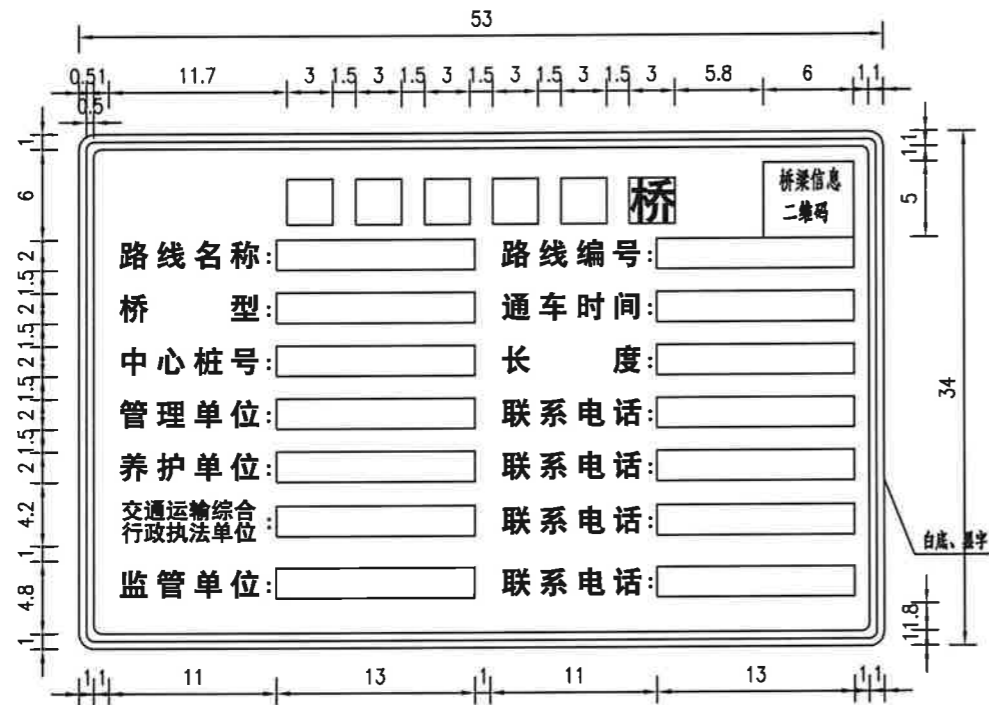 53
0.5 1 11.7 3 1.5 3 1.5 3 1.5 3 1.5 3 1.5 3 5.8 6 1 1
0.5
1 6 2 1.5 2 1.5 2 1.5 2 1.5 2 4.2 1 4.8 1
桥
桥梁信息
二维码
路线名称: 路线编号:
桥 型: 通车时间:
中心桩号: 长 度:
管理单位: 联系电话:
养护单位: 联系电话:
交通运输综合
行政执法单位: 联系电话:
监管单位: 联系电话:
1 1 5
34
白底、黑字
1.8 1 1
1 1 11 13 1 11 13 1 1